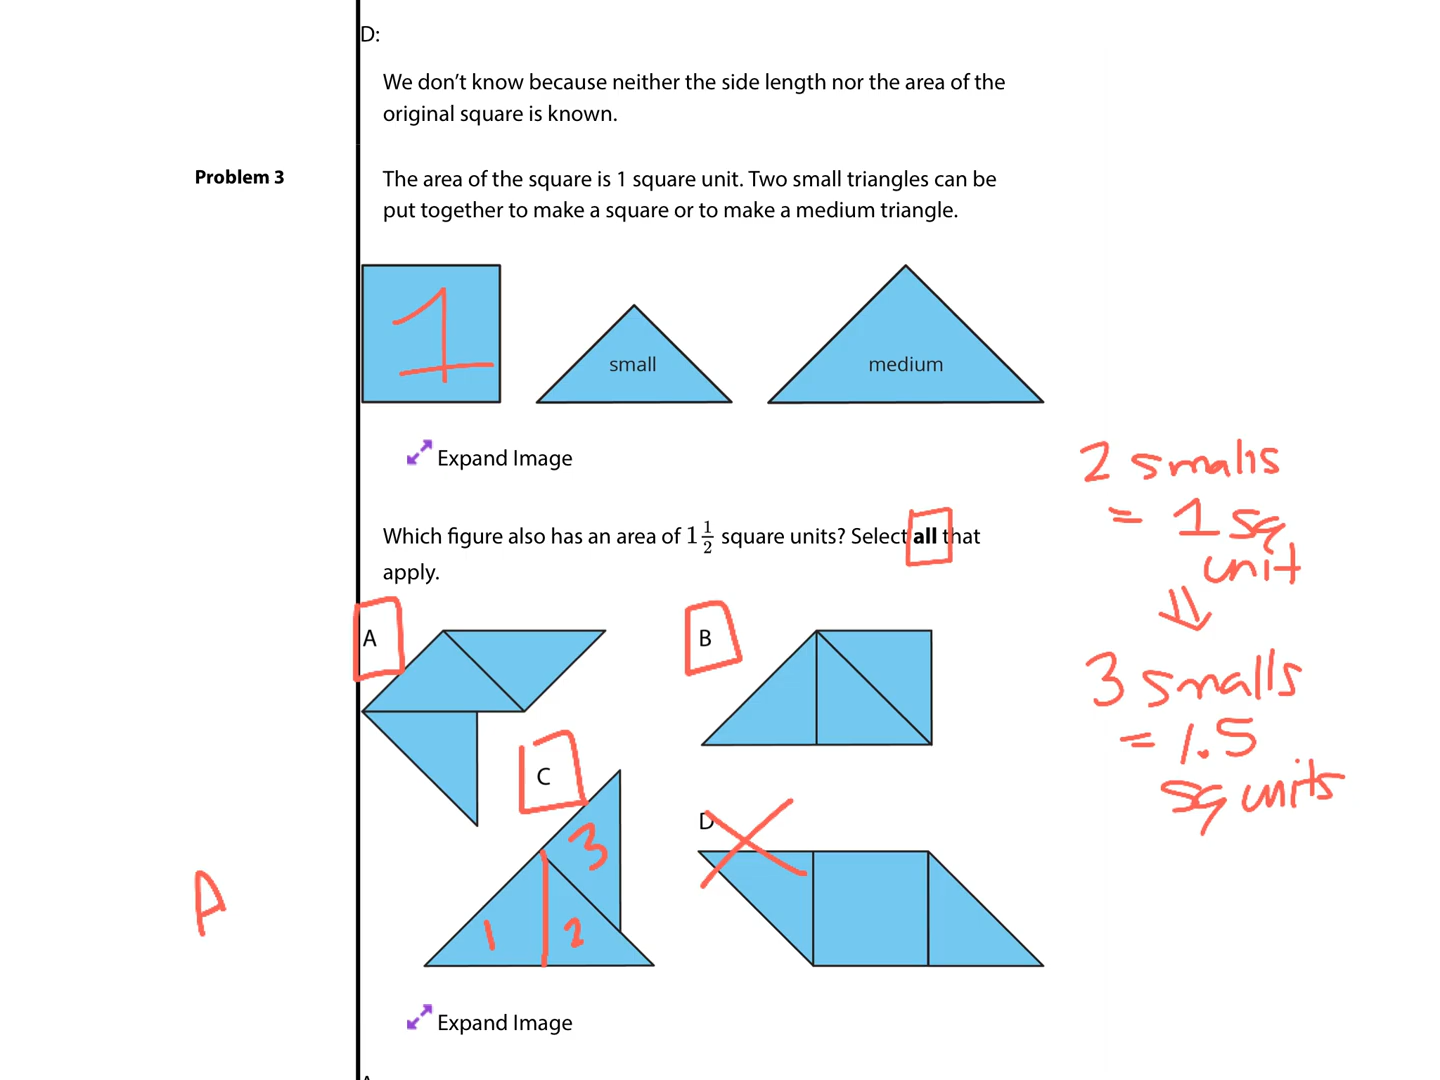 D:
We don't know because neither the side length nor the area of the
original square is known.
Problem 3
The area of the square is 1 square unit. Two small triangles can be
put together to make a square or to make a medium triangle.
1
small
medium
Expand Image
2 smalls
= 1 sq
unit
Which figure also has an area of 1 1/2 square units? Select all that
apply.
⇓
3 smalls
= 1.5
sq units
A
B
C
3
1
2
D
A
Expand Image